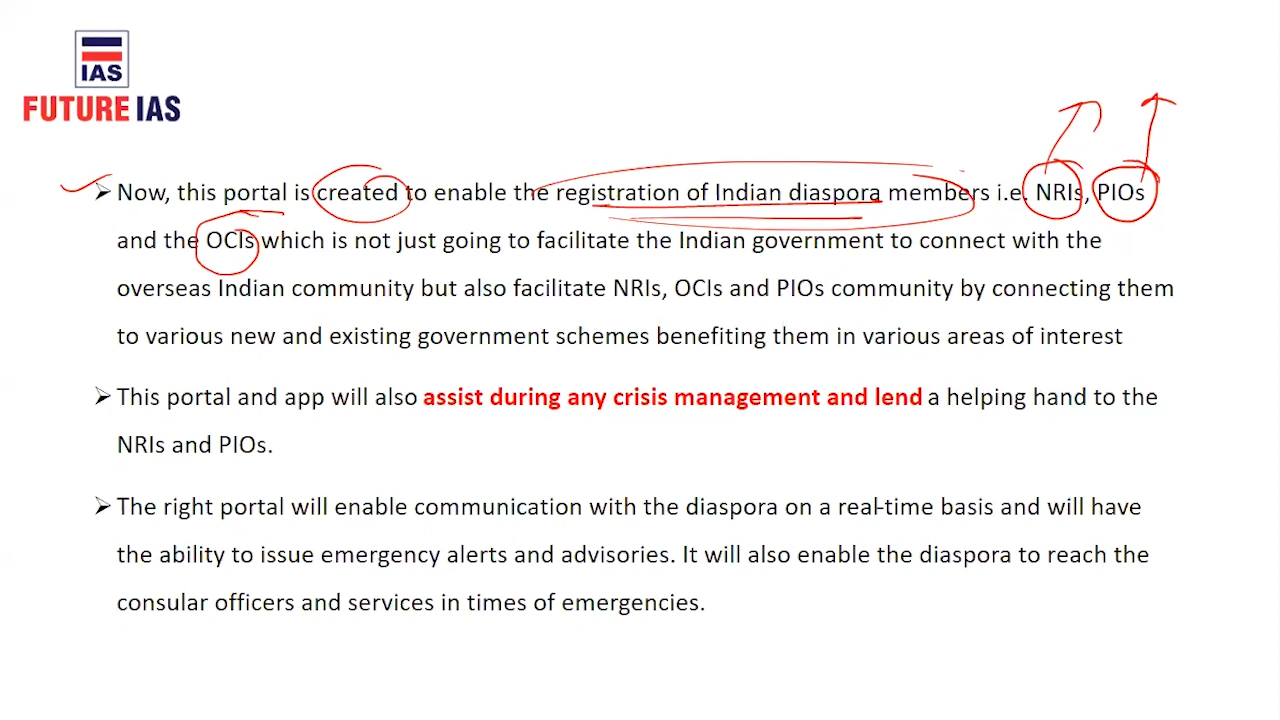 IAS
FUTURE IAS
➢ Now, this portal is created to enable the registration of Indian diaspora members i.e. NRIs, PIOs
and the OCIs which is not just going to facilitate the Indian government to connect with the
overseas Indian community but also facilitate NRIs, OCIs and PIOs community by connecting them
to various new and existing government schemes benefiting them in various areas of interest
➢ This portal and app will also assist during any crisis management and lend a helping hand to the
NRIs and PIOs.
➢ The right portal will enable communication with the diaspora on a real-time basis and will have
the ability to issue emergency alerts and advisories. It will also enable the diaspora to reach the
consular officers and services in times of emergencies.